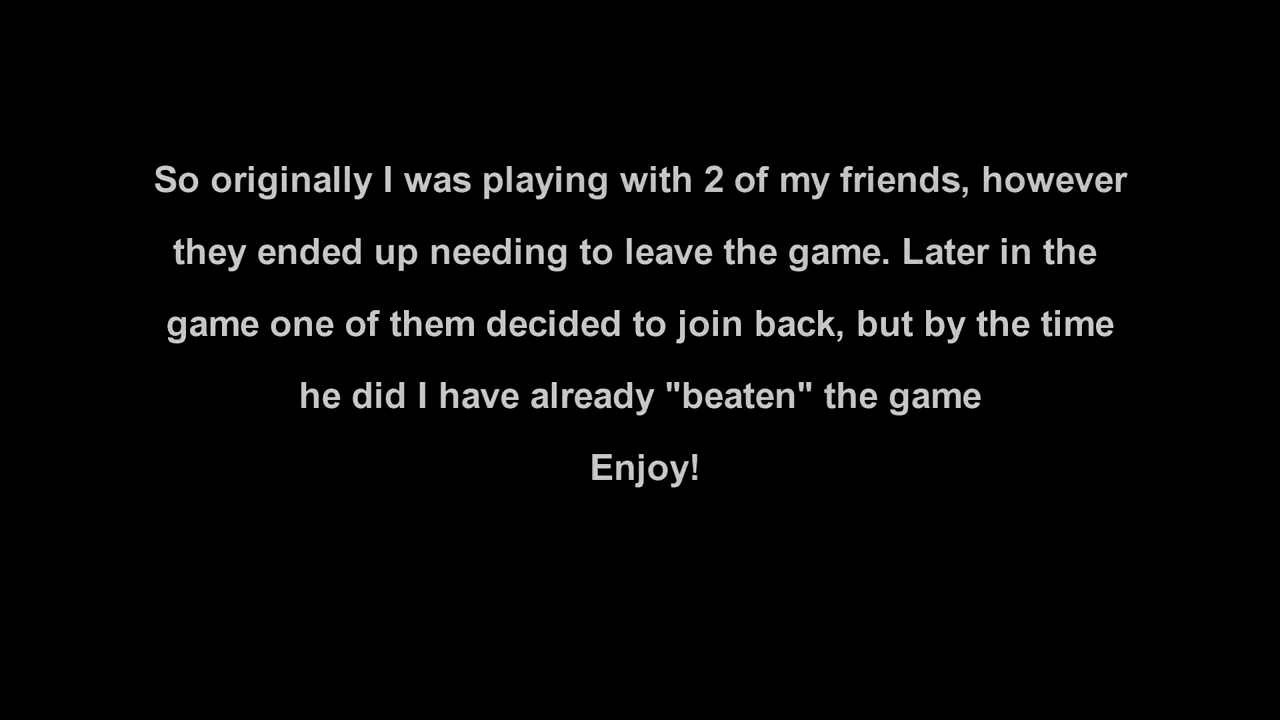 So originally I was playing with 2 of my friends, however
they ended up needing to leave the game. Later in the
game one of them decided to join back, but by the time
he did I have already "beaten" the game
Enjoy!